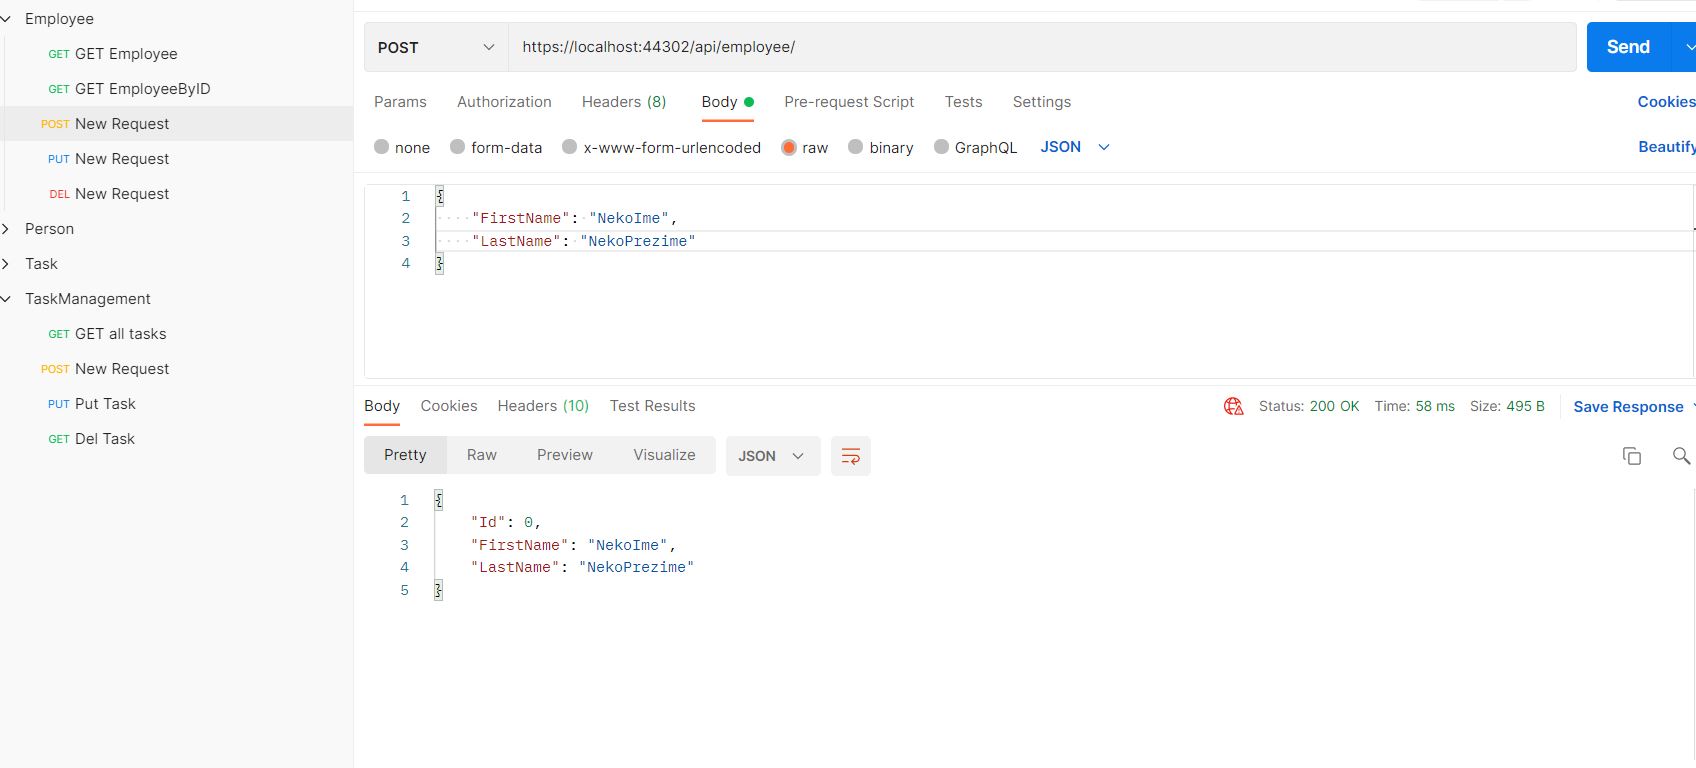 Employee
GET GET Employee
GET GET EmployeeByID
POST New Request
PUT New Request
DEL New Request
Person
Task
TaskManagement
GET GET all tasks
POST New Request
PUT Put Task
GET Del Task
POST https://localhost:44302/api/employee/ Send
Params Authorization Headers (8) Body Pre-request Script Tests Settings Cookies
none form-data x-www-form-urlencoded raw binary GraphQL JSON Beautify
1 {
2 "FirstName": "NekoIme",
3 "LastName": "NekoPrezime"
4 }
Body Cookies Headers (10) Test Results Status: 200 OK Time: 58 ms Size: 495 B Save Response
Pretty Raw Preview Visualize JSON
1 {
2 "Id": 0,
3 "FirstName": "NekoIme",
4 "LastName": "NekoPrezime"
5 }